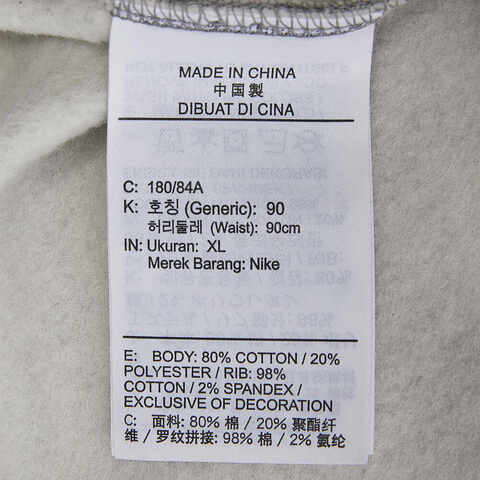 MADE IN CHINA
中国製
DIBUAT DI CINA
C: 180/84A
K: 호칭 (Generic): 90
허리둘레 (Waist): 90cm
IN: Ukuran: XL
Merek Barang: Nike
E: BODY: 80% COTTON / 20%
POLYESTER / RIB: 98%
COTTON / 2% SPANDEX /
EXCLUSIVE OF DECORATION
C: 面料: 80% 棉 / 20% 聚酯纤
维 / 罗纹拼接: 98% 棉 / 2% 氨纶